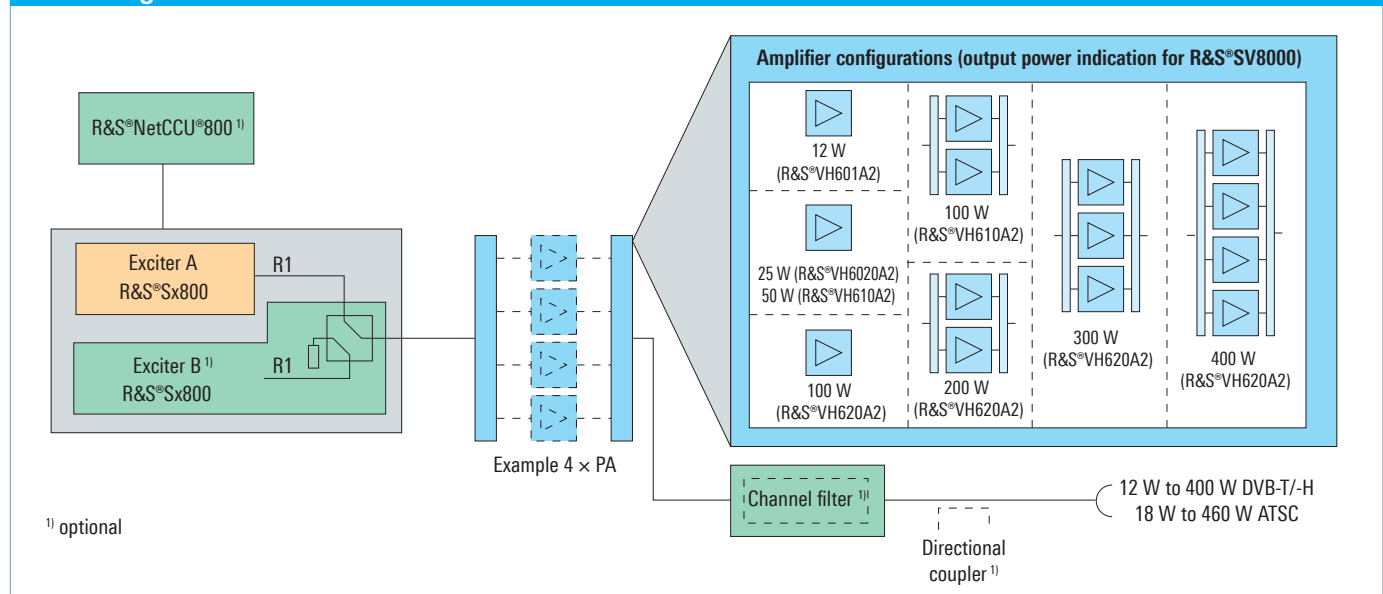 Amplifier configurations (output power indication for R&S®SV8000)
R&S®NetCCU®800 1)
Exciter A
R&S®Sx800
R1
Exciter B 1)
R&S®Sx800
R1
Example 4 × PA
12 W
(R&S®VH601A2)
25 W (R&S®VH6020A2)
50 W (R&S®VH610A2)
100 W
(R&S®VH620A2)
100 W
(R&S®VH610A2)
200 W
(R&S®VH620A2)
300 W
(R&S®VH620A2)
400 W
(R&S®VH620A2)
Channel filter 1)
12 W to 400 W DVB-T/-H
18 W to 460 W ATSC
Directional
coupler 1)
1) optional